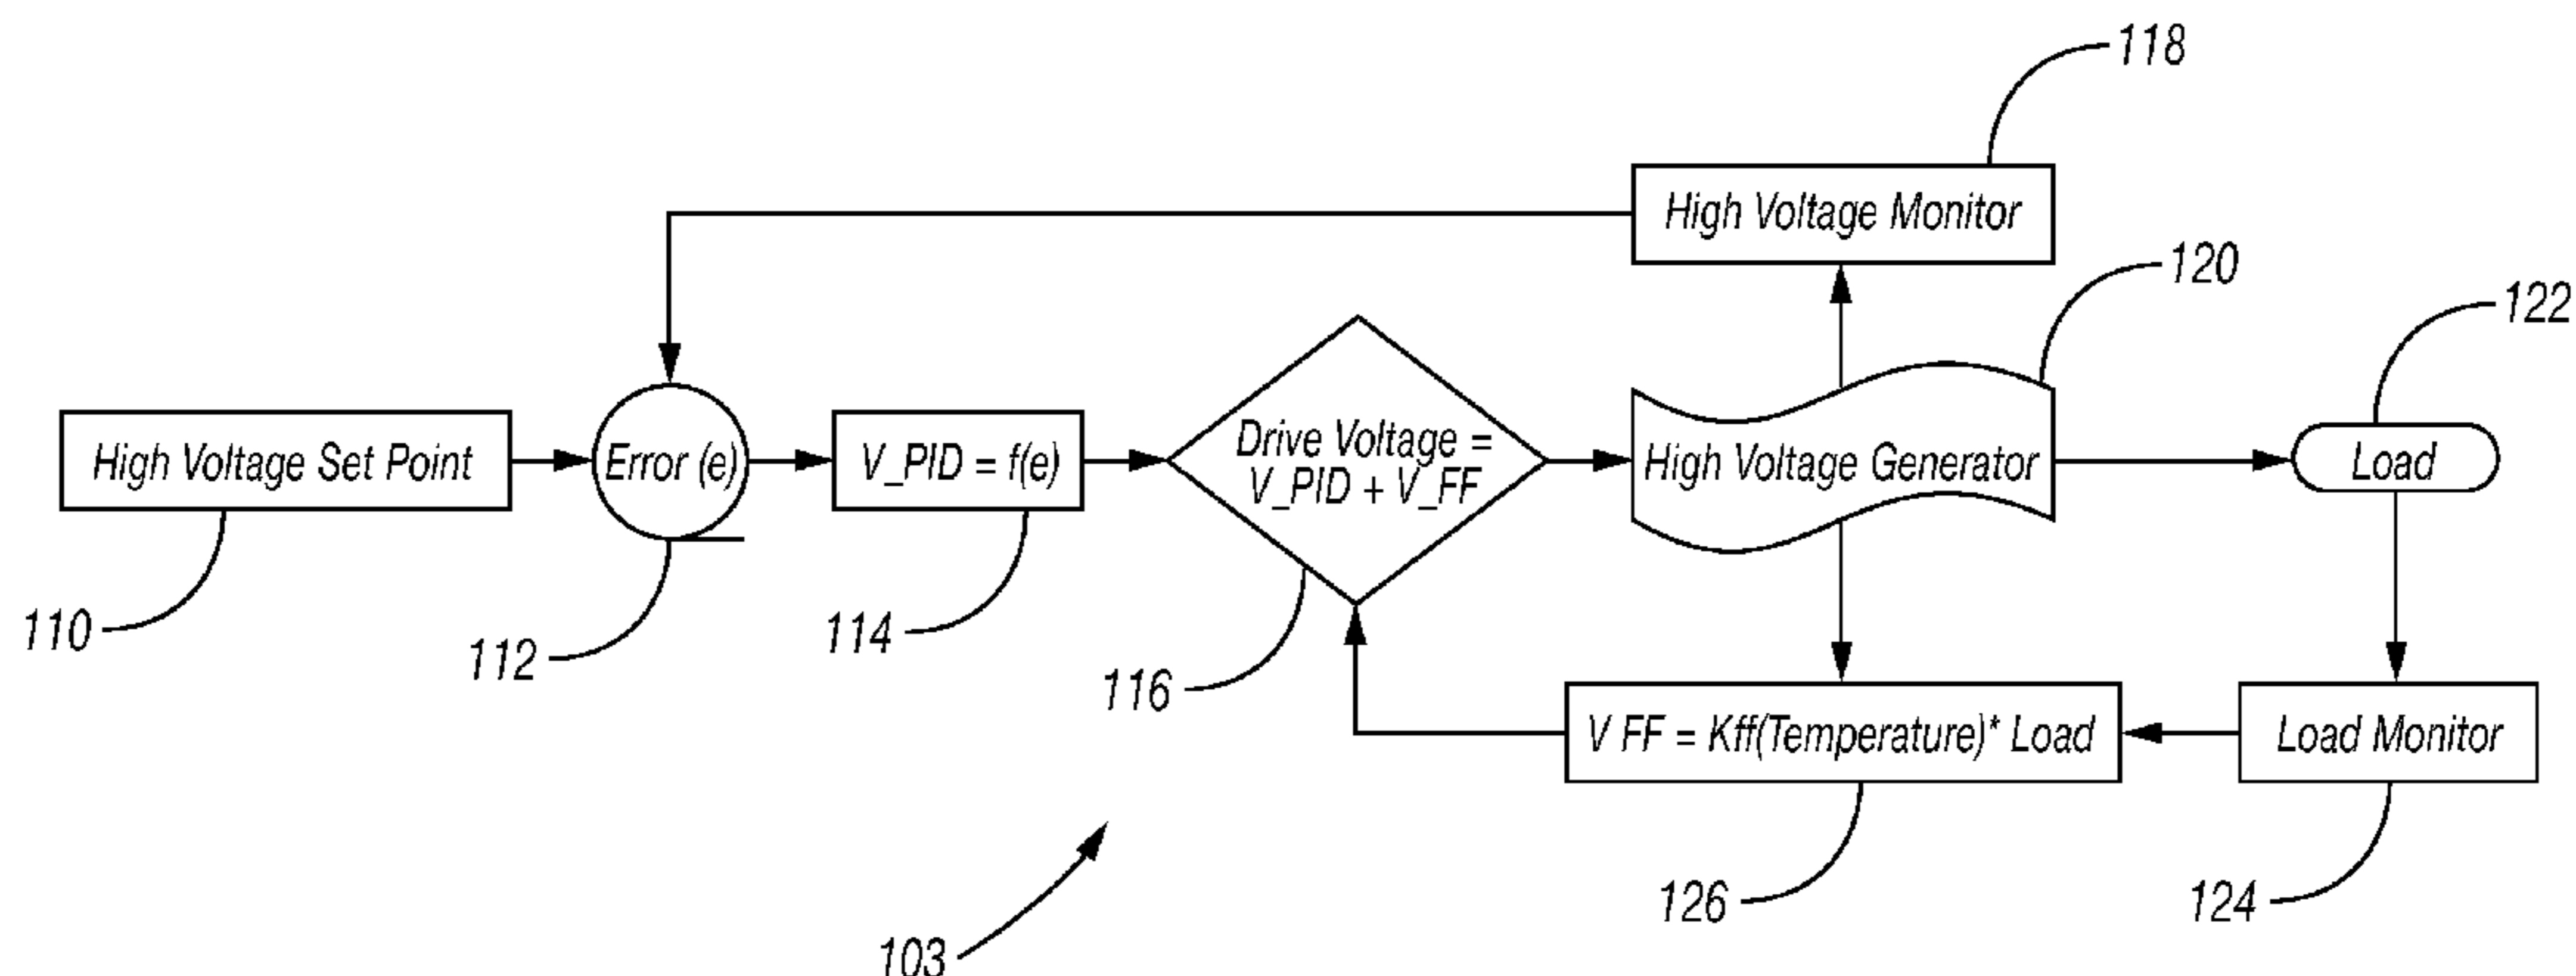 118
High Voltage Monitor
120
122
High Voltage Set Point
Error (e)
V_PID = f(e)
Drive Voltage =
V_PID + V_FF
High Voltage Generator
Load
110
112
114
116
V FF = Kff(Temperature)* Load
Load Monitor
126
124
103